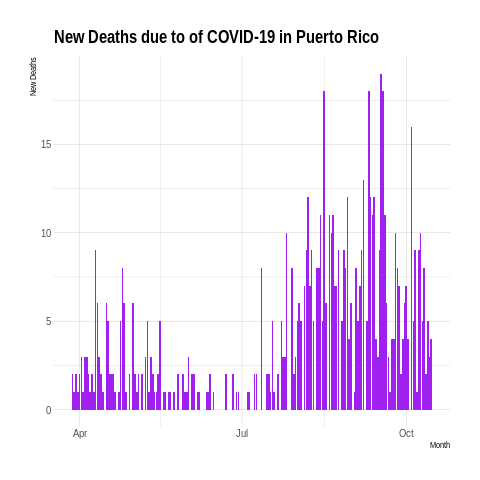 New Deaths due to of COVID-19 in Puerto Rico
New Deaths
15
10
5
0
Apr
Jul
Oct
Month